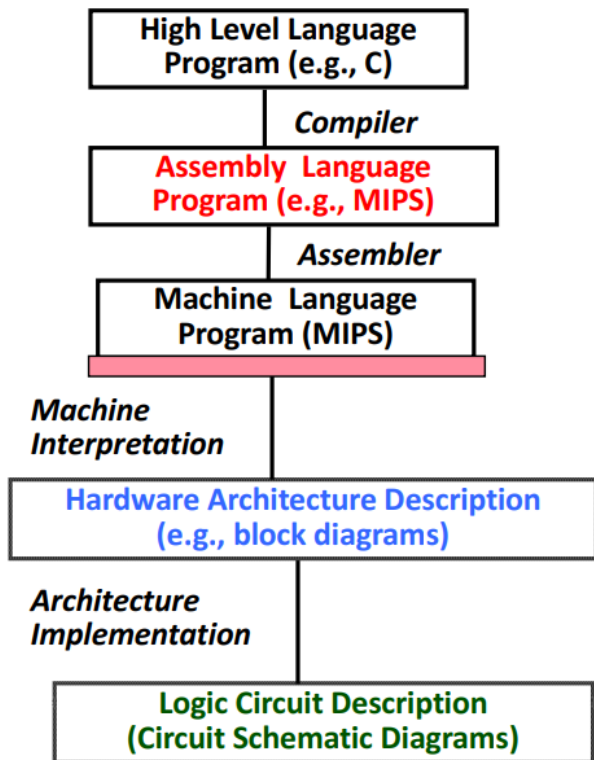 High Level Language
Program (e.g., C)
Compiler
Assembly Language
Program (e.g., MIPS)
Assembler
Machine Language
Program (MIPS)
Machine
Interpretation
Hardware Architecture Description
(e.g., block diagrams)
Architecture
Implementation
Logic Circuit Description
(Circuit Schematic Diagrams)